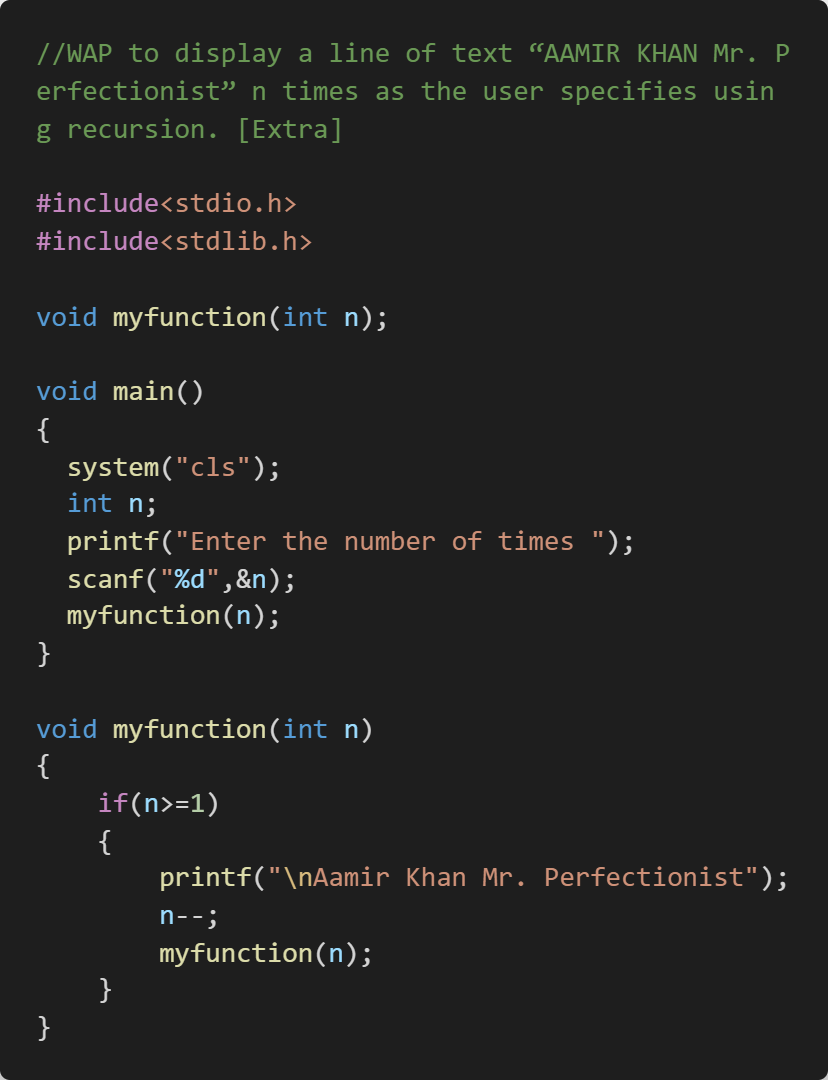 //WAP to display a line of text “AAMIR KHAN Mr. P
erfectionist” n times as the user specifies usin
g recursion. [Extra]

#include<stdio.h>
#include<stdlib.h>

void myfunction(int n);

void main()
{
  system("cls");
  int n;
  printf("Enter the number of times ");
  scanf("%d",&n);
  myfunction(n);
}

void myfunction(int n)
{
    if(n>=1)
    {
        printf("\nAamir Khan Mr. Perfectionist");
        n--;
        myfunction(n);
    }
}